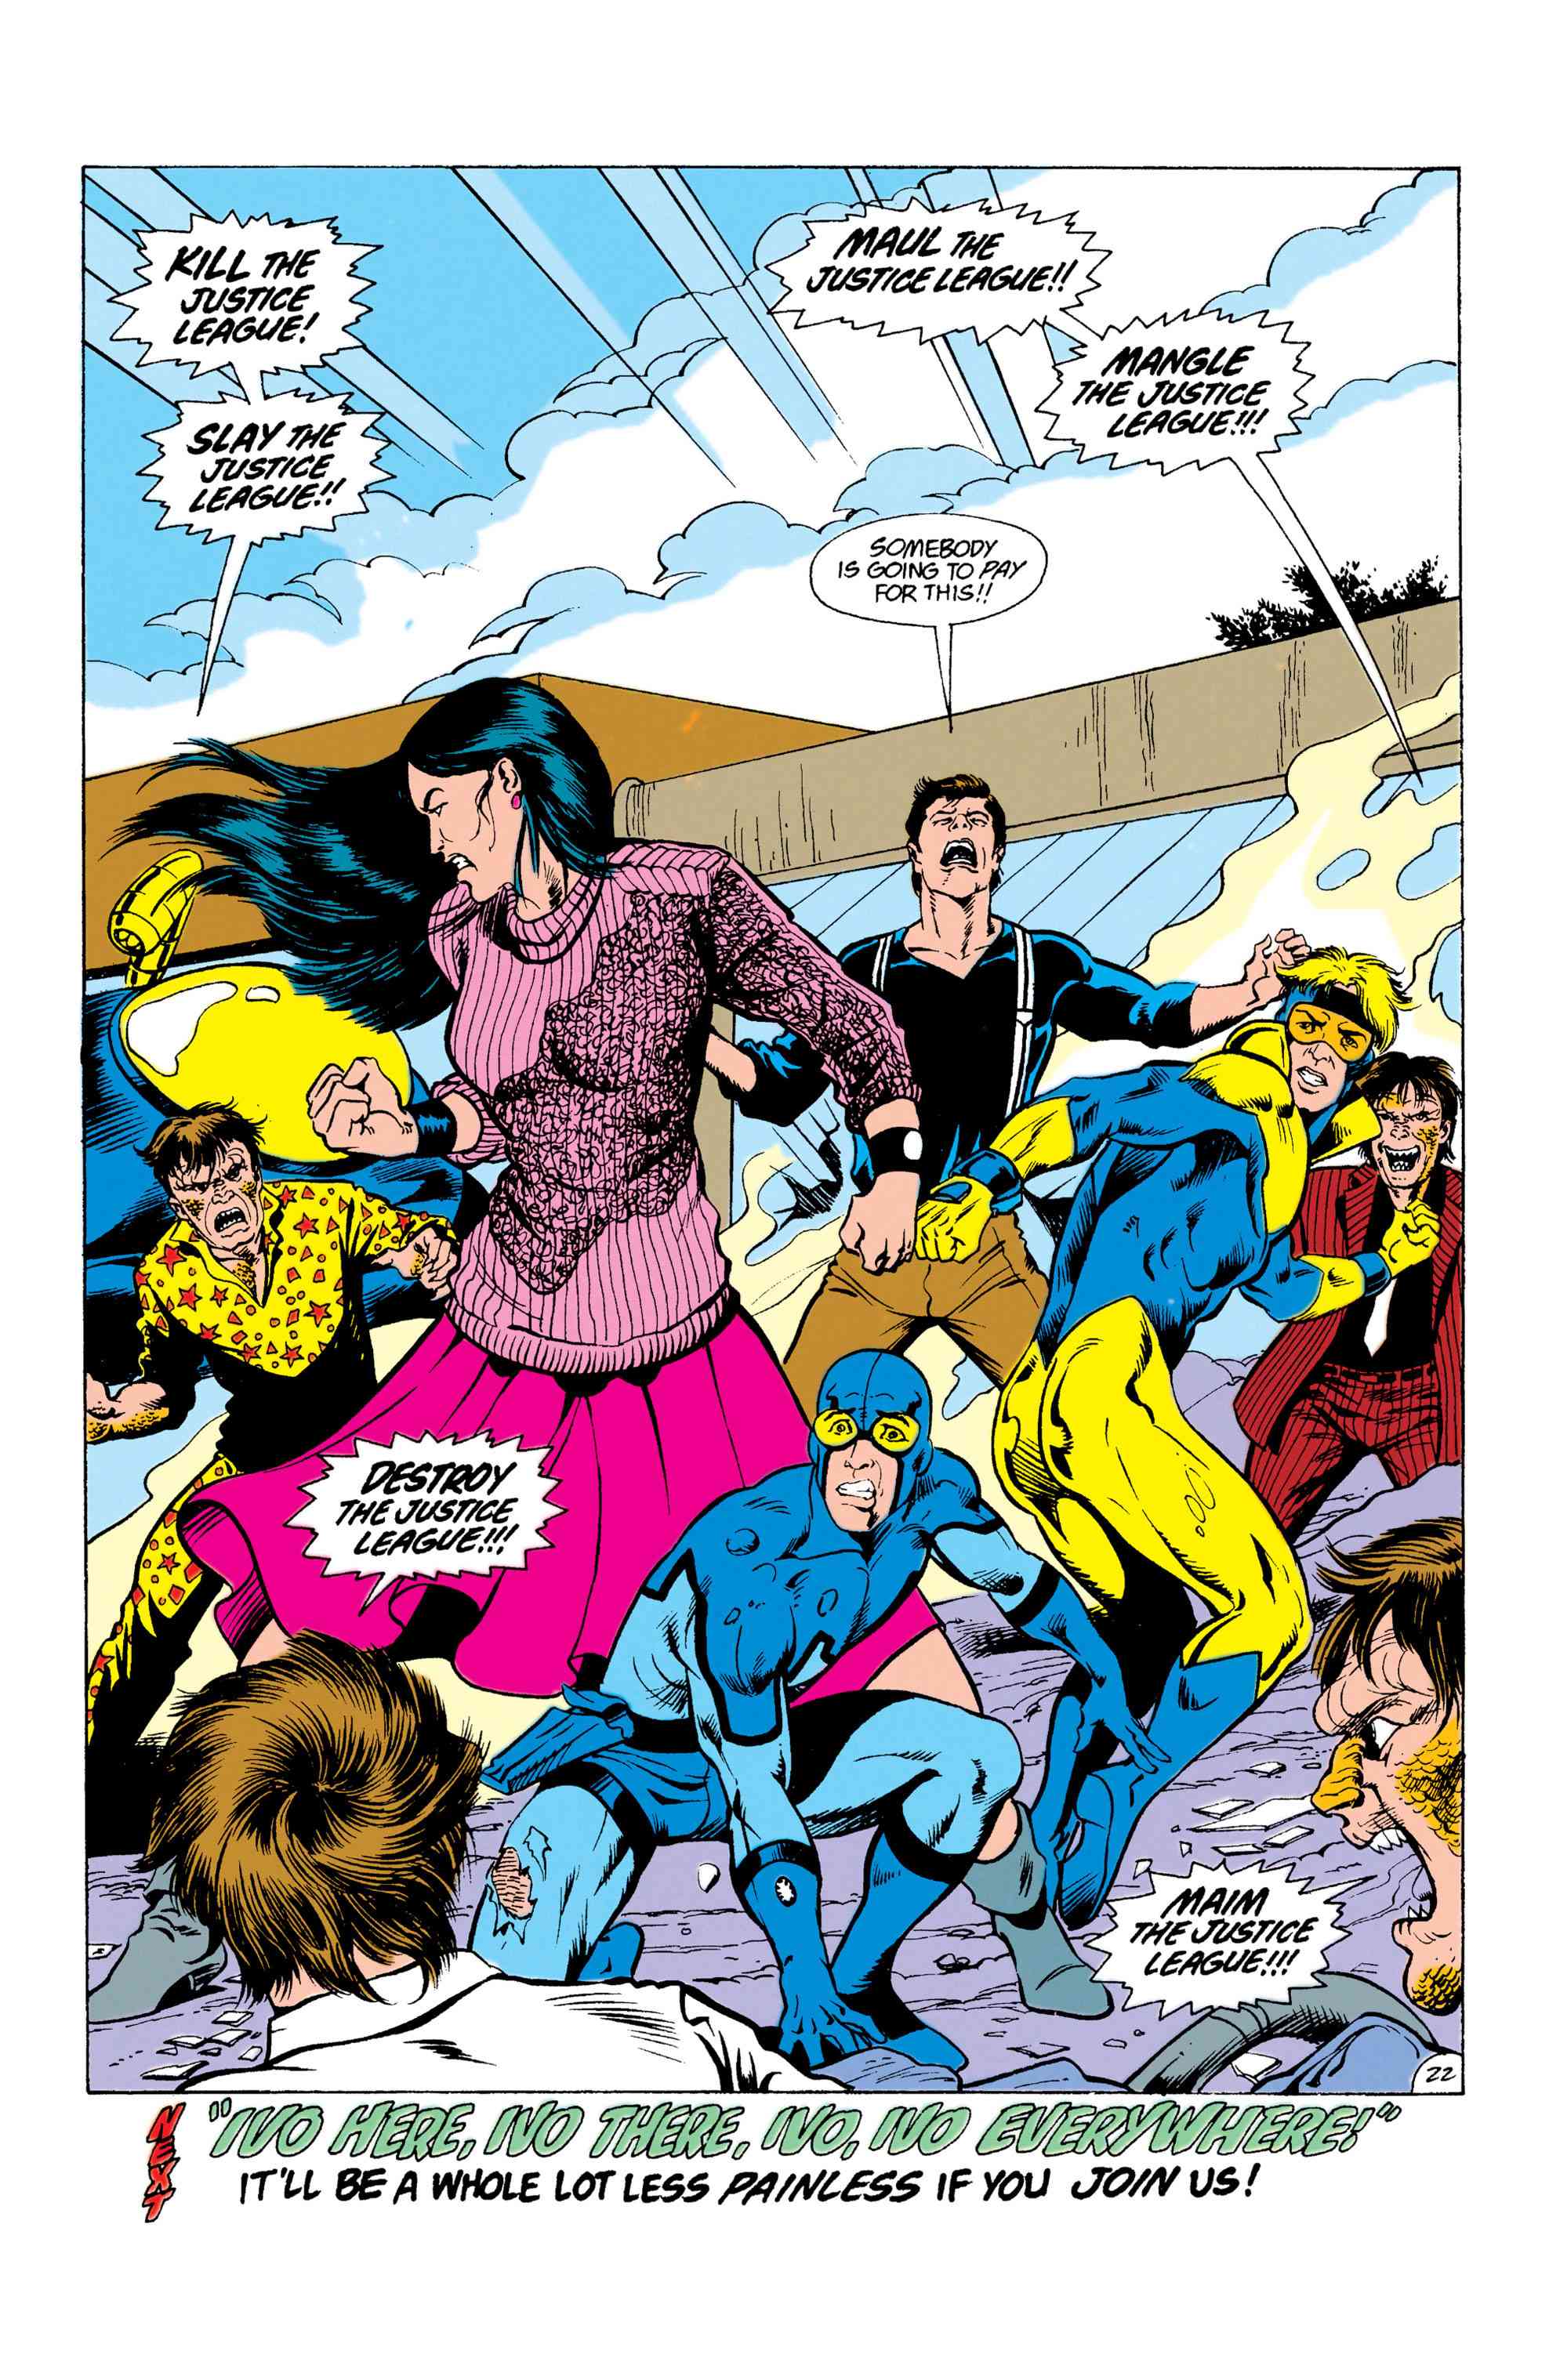 KILL THE
JUSTICE
LEAGUE!
SLAY THE
JUSTICE
LEAGUE!!
MAUL THE
JUSTICE LEAGUE!!
MANGLE
THE JUSTICE
LEAGUE!!!
SOMEBODY
IS GOING TO PAY
FOR THIS!!
DESTROY
THE JUSTICE
LEAGUE!!!
MAIM
THE JUSTICE
LEAGUE!!!
22
NEXT
"IVO HERE, IVO THERE, IVO, IVO EVERYWHERE!"
IT'LL BE A WHOLE LOT LESS PAINLESS IF YOU JOIN US!